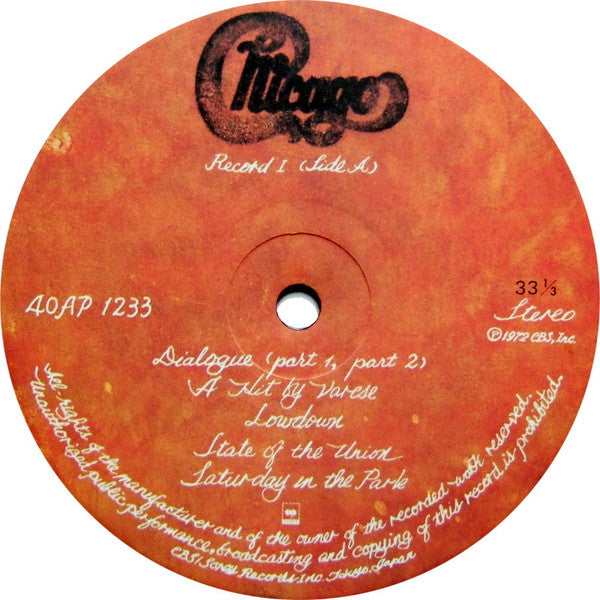 Chicago
Record I (Side A)
40AP 1233
33 1/3
Stereo
Ⓟ1972 CBS, Inc.
Dialogue (part 1, part 2)
A Hit by Varese
Lowdown
State of the Union
Saturday in the Park
All rights of the manufacturer and of the owner of the recorded work reserved.
Unauthorized public performance, broadcasting and copying of this record is prohibited.
CBS/Sony Records Inc. Tokyo, Japan